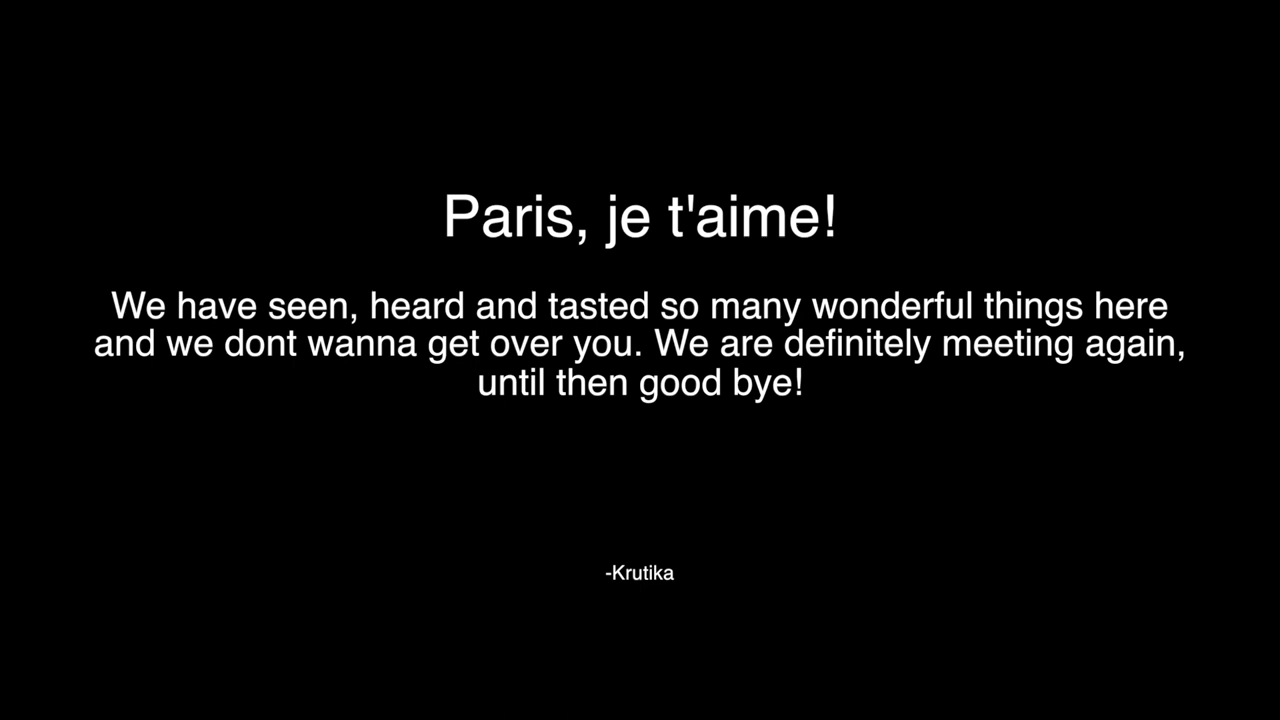 Paris, je t'aime!
We have seen, heard and tasted so many wonderful things here
and we dont wanna get over you. We are definitely meeting again,
until then good bye!
-Krutika